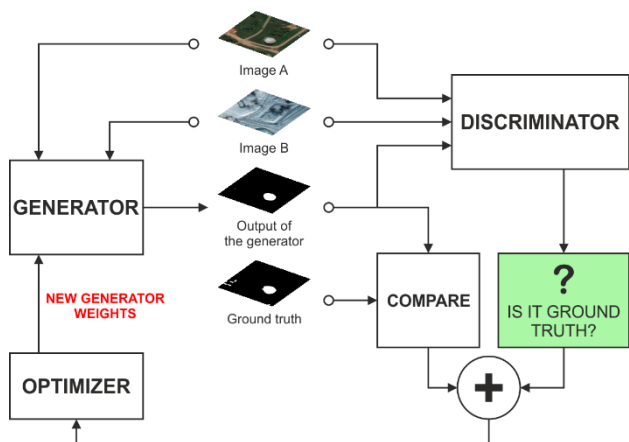 Image A
Image B
DISCRIMINATOR
GENERATOR
Output of
the generator
NEW GENERATOR
WEIGHTS
Ground truth
COMPARE
?
IS IT GROUND
TRUTH?
OPTIMIZER
+